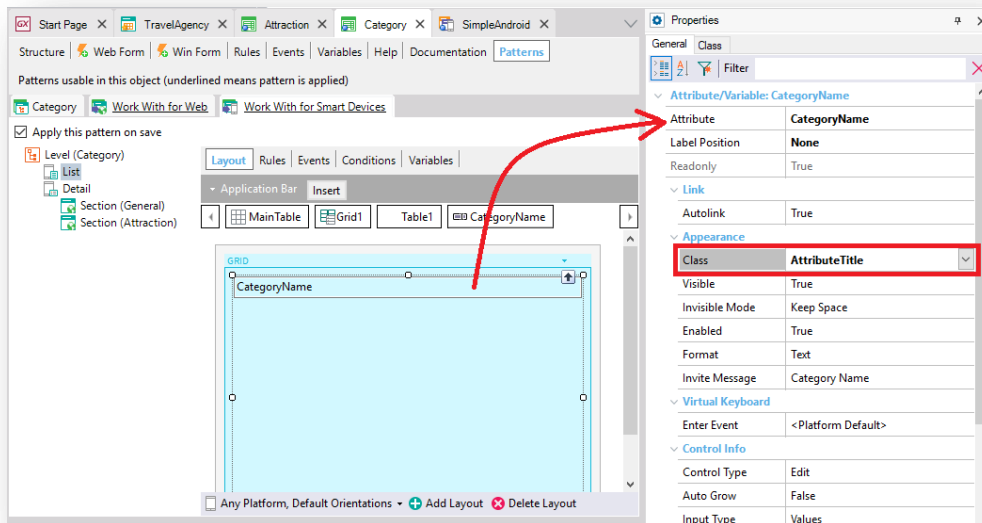 GX Start Page X TravelAgency X Attraction X Category X SimpleAndroid X
Structure Web Form Win Form Rules Events Variables Help Documentation Patterns
Patterns usable in this object (underlined means pattern is applied)
Category Work With for Web Work With for Smart Devices
Apply this pattern on save
Level (Category)
List
Detail
Section (General)
Section (Attraction)
Layout Rules Events Conditions Variables
Application Bar Insert
MainTable Grid1 Table1 CategoryName
GRID
CategoryName
Any Platform, Default Orientations Add Layout Delete Layout
Properties
General Class
Filter
Attribute/Variable: CategoryName
Attribute CategoryName
Label Position None
Readonly True
Link
Autolink True
Appearance
Class AttributeTitle
Visible True
Invisible Mode Keep Space
Enabled True
Format Text
Invite Message Category Name
Virtual Keyboard
Enter Event <Platform Default>
Control Info
Control Type Edit
Auto Grow False
Input Type Values